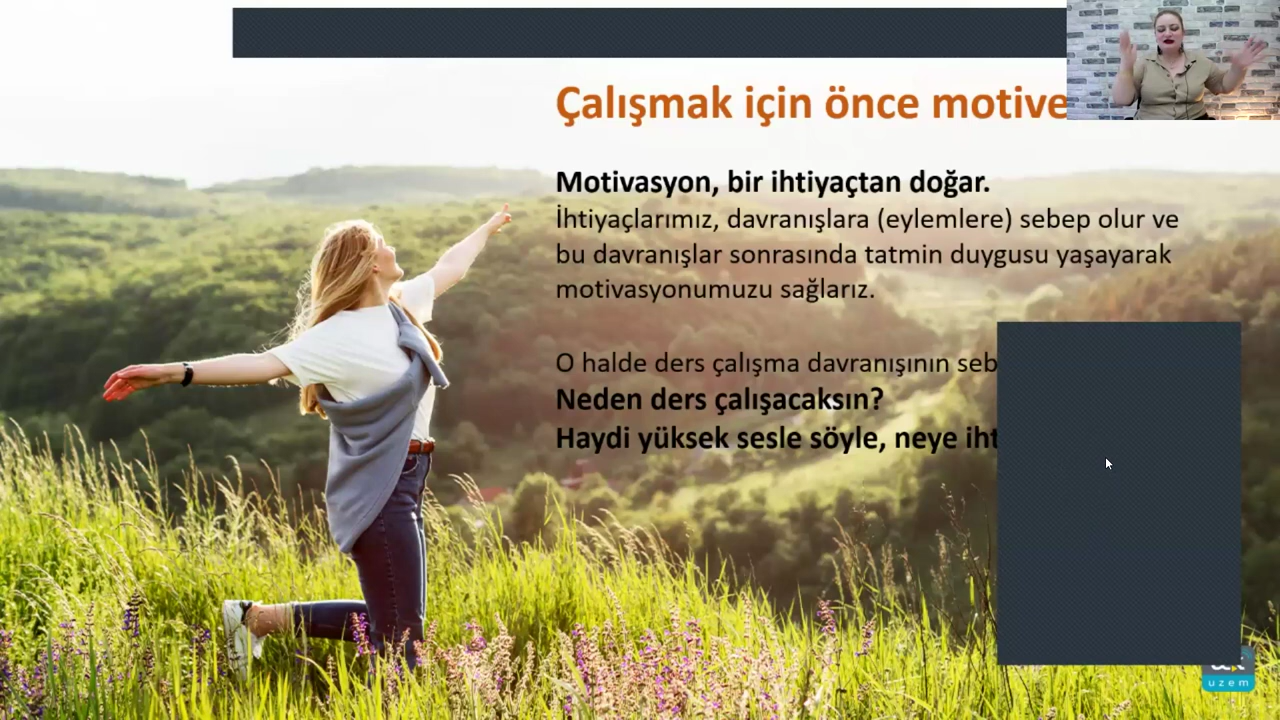 Çalışmak için önce motive
Motivasyon, bir ihtiyaçtan doğar.
İhtiyaçlarımız, davranışlara (eylemlere) sebep olur ve
bu davranışlar sonrasında tatmin duygusu yaşayarak
motivasyonumuzu sağlarız.
O halde ders çalışma davranışının seb
Neden ders çalışacaksın?
Haydi yüksek sesle söyle, neye iht
uzem